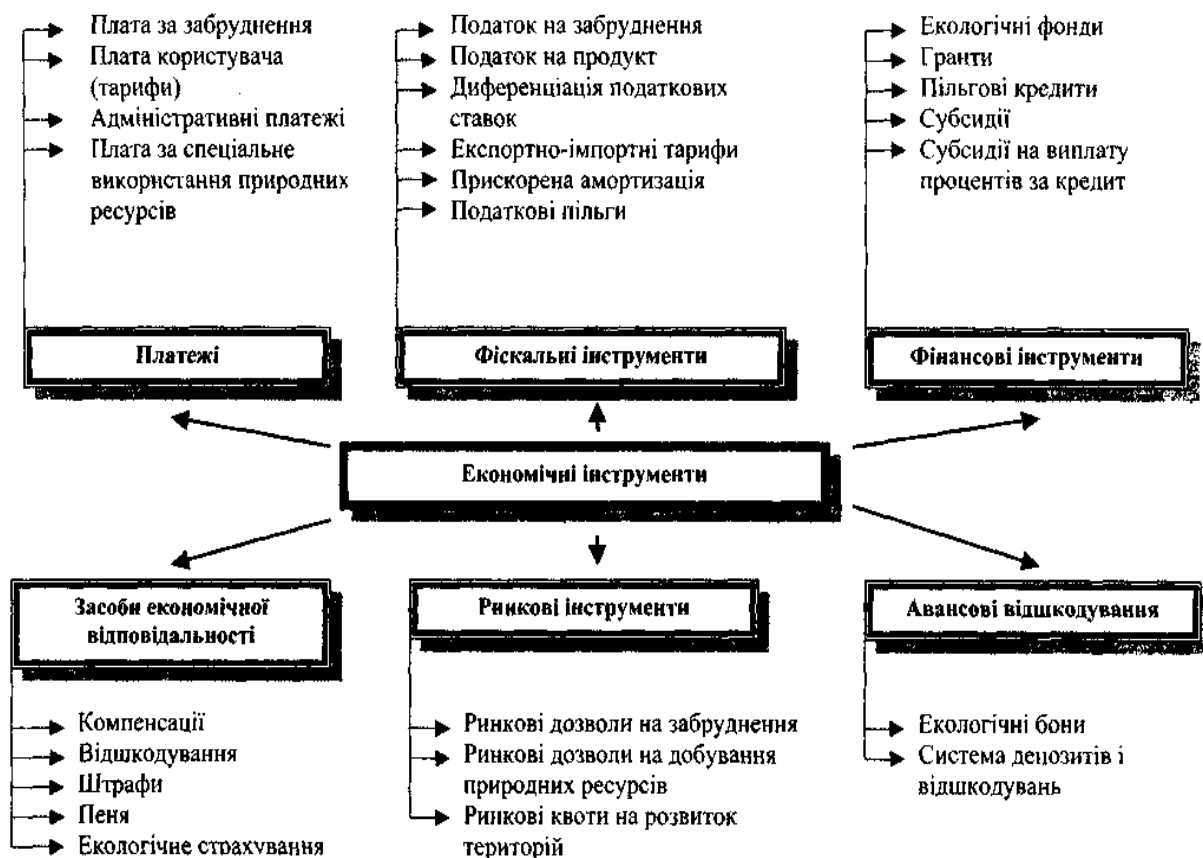 Плата за забруднення
Плата користувача
(тарифи)
Адміністративні платежі
Плата за спеціальне
використання природних
ресурсів
Платежі
Податок на забруднення
Податок на продукт
Диференціація податкових
ставок
Експортно-імпортні тарифи
Прискорена амортизація
Податкові пільги
Фіскальні інструменти
Екологічні фонди
Гранти
Пільгові кредити
Субсидії
Субсидії на виплату
процентів за кредит
Фінансові інструменти
Економічні інструменти
Засоби економічної
відповідальності
Компенсації
Відшкодування
Штрафи
Пеня
Екологічне страхування
Ринкові інструменти
Ринкові дозволи на забруднення
Ринкові дозволи на добування
природних ресурсів
Ринкові квоти на розвиток
територій
Авансові відшкодування
Екологічні бони
Система депозитів і
відшкодувань